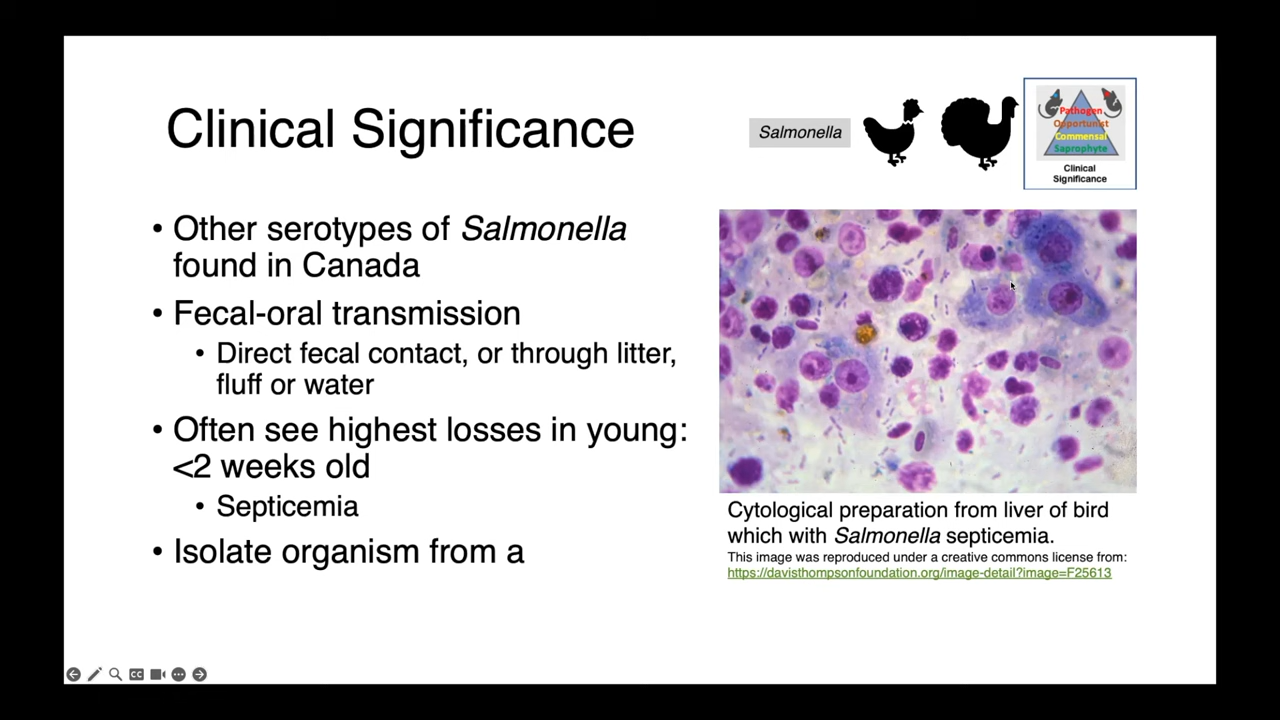 Clinical Significance
Salmonella
Pathogen
Opportunist
Commensal
Saprophyte
Clinical
Significance
• Other serotypes of Salmonella
found in Canada
• Fecal-oral transmission
• Direct fecal contact, or through litter,
fluff or water
• Often see highest losses in young:
<2 weeks old
• Septicemia
• Isolate organism from a
Cytological preparation from liver of bird
which with Salmonella septicemia.
This image was reproduced under a creative commons license from:
https://davisthompsonfoundation.org/image-detail?image=F25613
CC